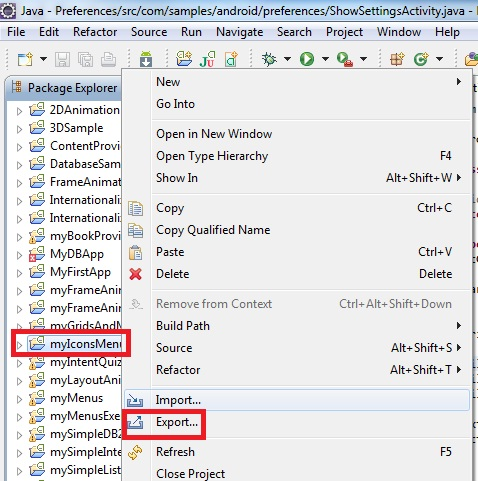 Java - Preferences/src/com/samples/android/preferences/ShowSettingsActivity.java -
File Edit Refactor Source Run Navigate Search Project Window Help
Package Explorer
2DAnimation
3DSample
ContentProvi
DatabaseSam
FrameAnimat
Internationaliz
Internationaliz
myBookProvi
MyDBApp
MyFirstApp
myFrameAnir
myFrameAnir
myGridsAndM
myIconsMenu
myIntentQuiz
myLayoutAni
myMenus
myMenusExe
mySimpleDB2
mySimpleInte
mySimpleList
New
Go Into
Open in New Window
Open Type Hierarchy F4
Show In Alt+Shift+W
Copy Ctrl+C
Copy Qualified Name
Paste Ctrl+V
Delete Delete
Remove from Context Ctrl+Alt+Shift+Down
Build Path
Source Alt+Shift+S
Refactor Alt+Shift+T
Import...
Export...
Refresh F5
Close Project